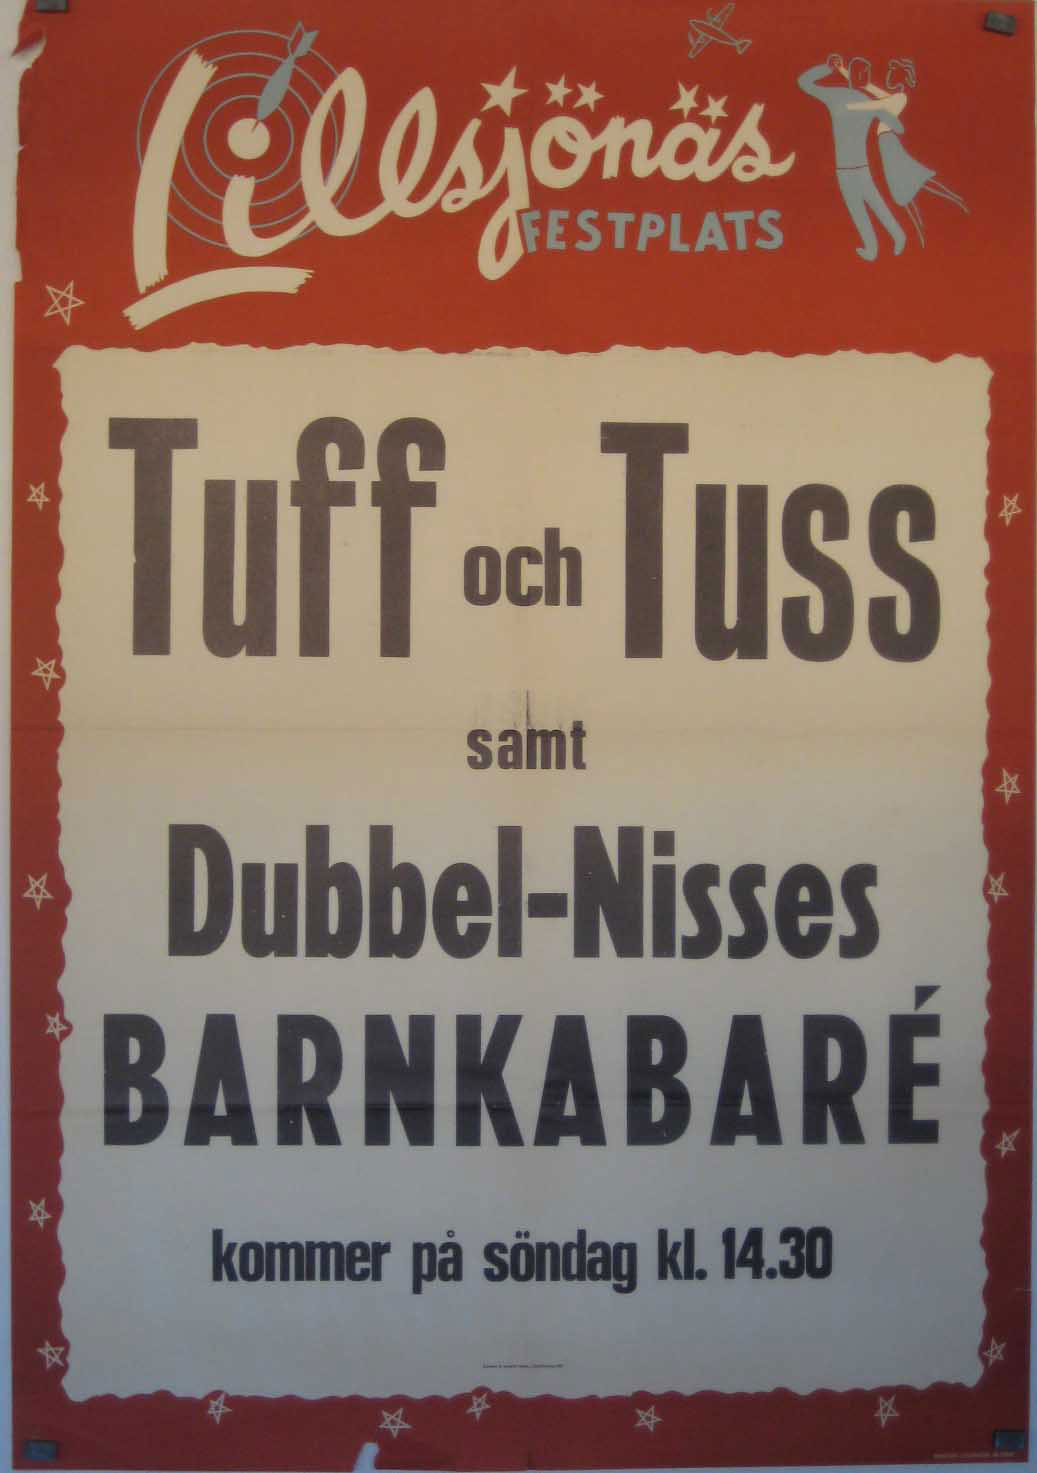 Lillsjönäs
FESTPLATS
Tuff och Tuss
samt
Dubbel-Nisses
BARNKABARÉ
kommer på söndag kl. 14.30